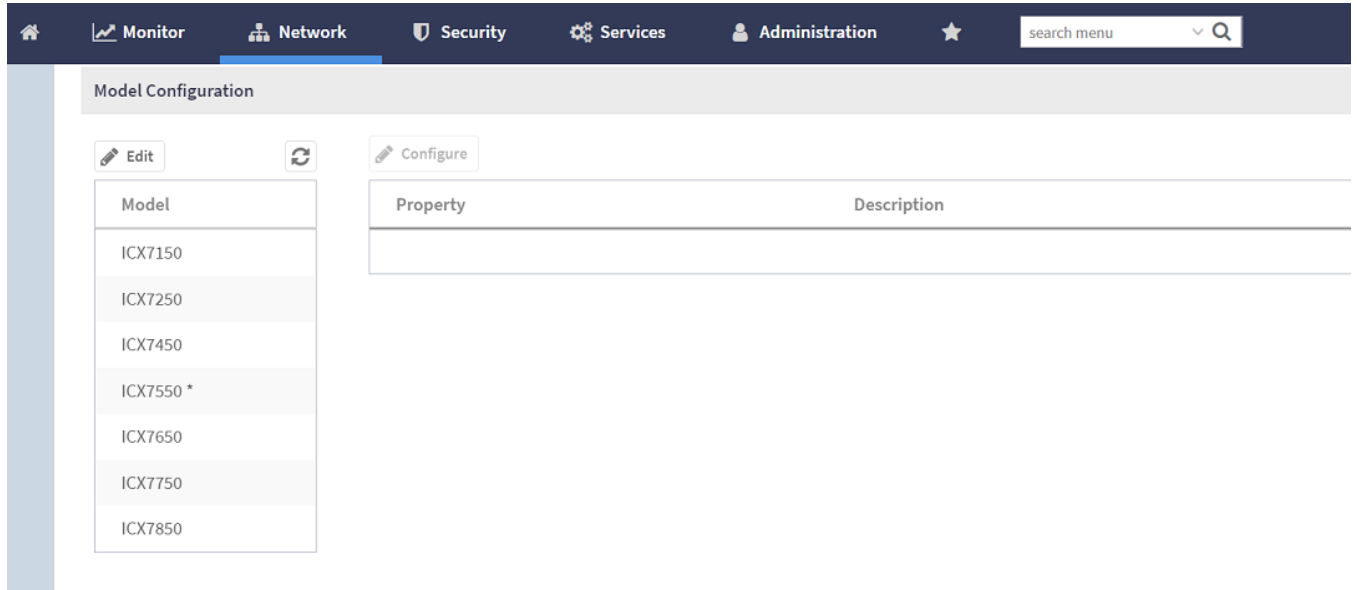 Monitor Network Security Services Administration search menu
Model Configuration
Edit Configure
Model Property Description
ICX7150
ICX7250
ICX7450
ICX7550 *
ICX7650
ICX7750
ICX7850